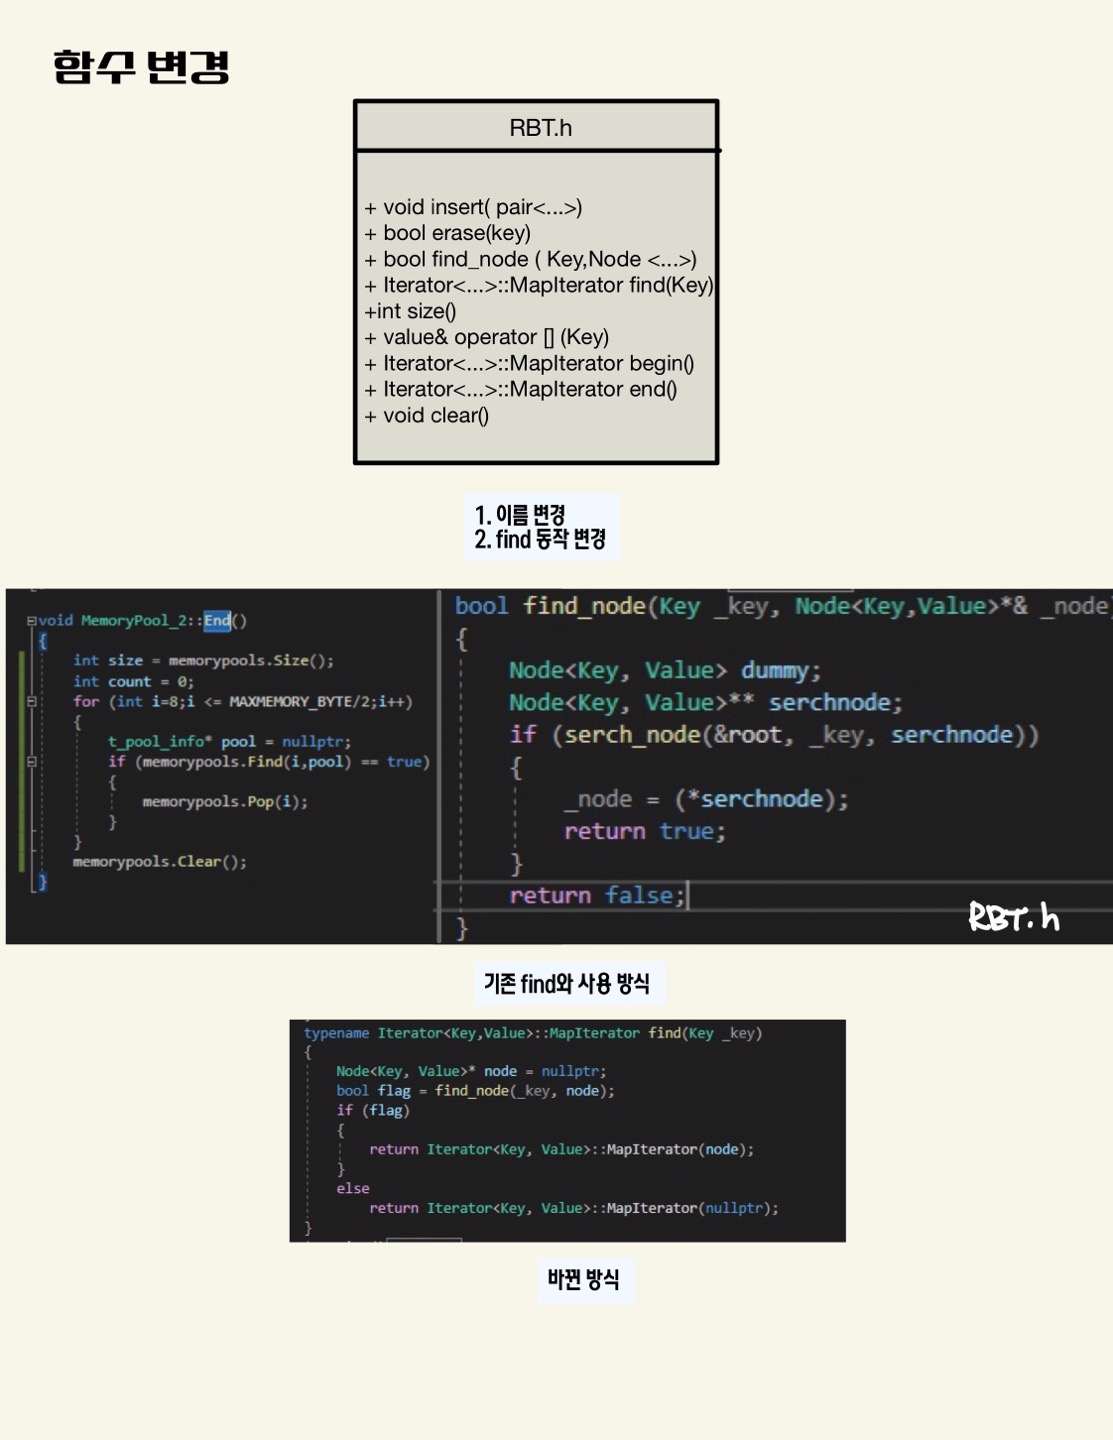 함수 변경
RBT.h
+ void insert( pair<...>)
+ bool erase(key)
+ bool find_node ( Key,Node <...>)
+ Iterator<...>::MapIterator find(Key)
+int size()
+ value& operator [] (Key)
+ Iterator<...>::MapIterator begin()
+ Iterator<...>::MapIterator end()
+ void clear()
1. 이름 변경
2. find 동작 변경
void MemoryPool_2::End()
{
int size = memorypools.Size();
int count = 0;
for (int i=8;i <= MAXMEMORY_BYTE/2;i++)
{
t_pool_info* pool = nullptr;
if (memorypools.Find(i,pool) == true)
{
memorypools.Pop(i);
}
}
memorypools.Clear();
}
bool find_node(Key _key, Node<Key,Value>*& _node)
{
Node<Key, Value> dummy;
Node<Key, Value>** serchnode;
if (serch_node(&root, _key, serchnode))
{
_node = (*serchnode);
return true;
}
return false;
}
RBT.h
기존 find와 사용 방식
typename Iterator<Key,Value>::MapIterator find(Key _key)
{
Node<Key, Value>* node = nullptr;
bool flag = find_node(_key, node);
if (flag)
{
return Iterator<Key, Value>::MapIterator(node);
}
else
return Iterator<Key, Value>::MapIterator(nullptr);
}
바뀐 방식